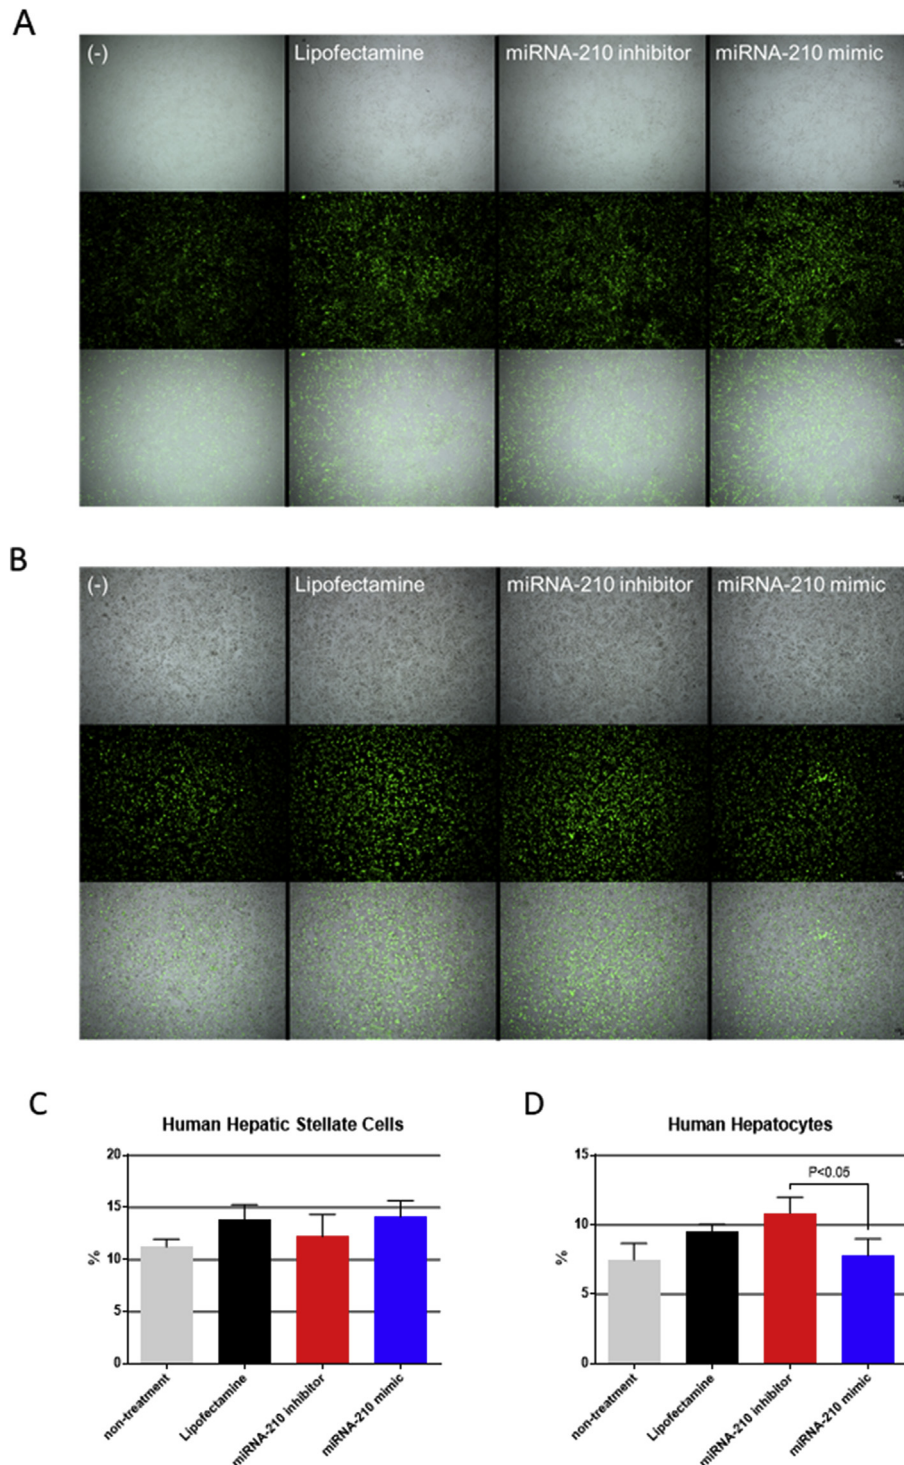 A
(-) Lipofectamine miRNA-210 inhibitor miRNA-210 mimic
B
(-) Lipofectamine miRNA-210 inhibitor miRNA-210 mimic
C
Human Hepatic Stellate Cells
20
15
10
5
0
%
non-treatment
Lipofectamine
miRNA-210 inhibitor
miRNA-210 mimic
D
Human Hepatocytes
15
10
5
0
%
P<0.05
non-treatment
Lipofectamine
miRNA-210 inhibitor
miRNA-210 mimic